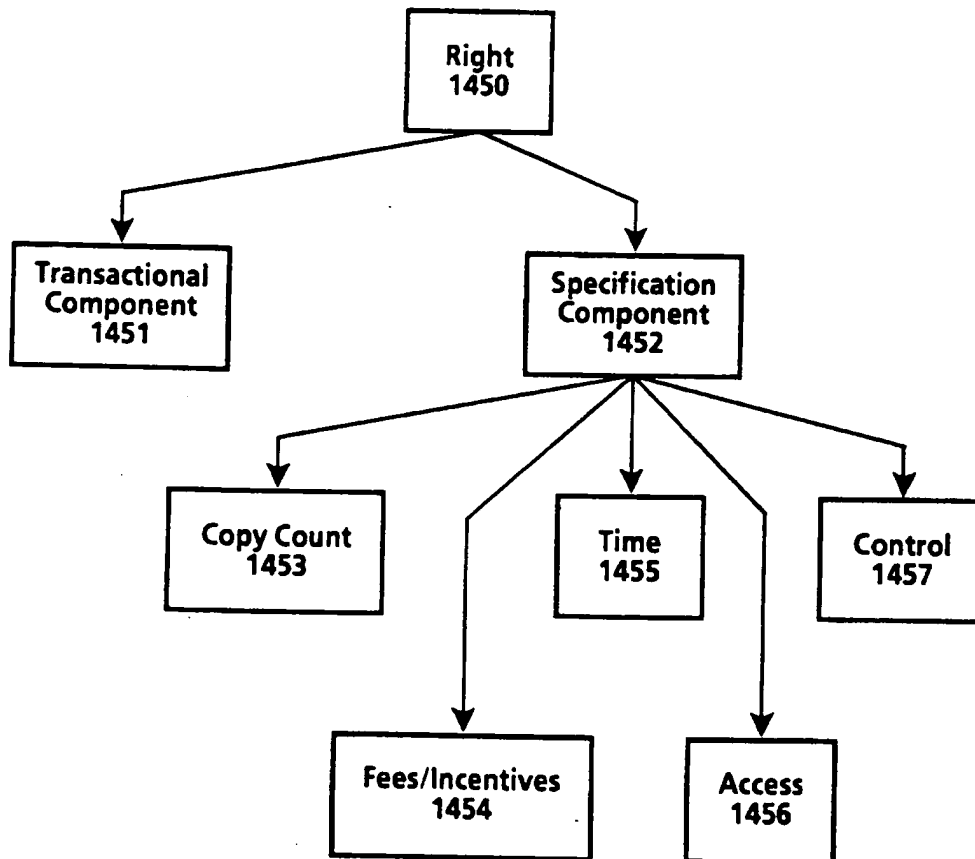 Right
1450
Transactional
Component
1451
Specification
Component
1452
Copy Count
1453
Time
1455
Control
1457
Fees/Incentives
1454
Access
1456